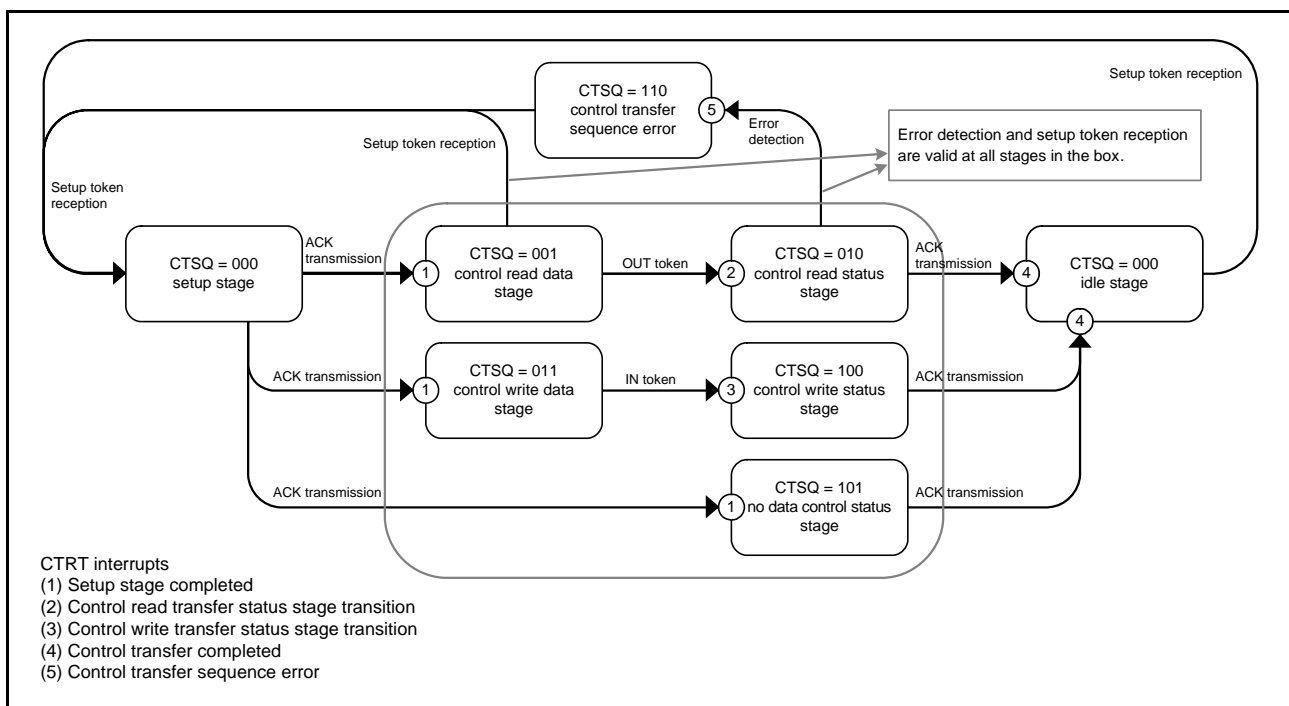 Setup token reception
CTSQ = 110
control transfer
sequence error
5
Error
detection
Error detection and setup token reception
are valid at all stages in the box.
Setup token reception
Setup token
reception
CTSQ = 000
setup stage
ACK
transmission
1
CTSQ = 001
control read data
stage
OUT token
2
CTSQ = 010
control read status
stage
ACK
transmission
4
CTSQ = 000
idle stage
4
ACK transmission
1
CTSQ = 011
control write data
stage
IN token
3
CTSQ = 100
control write status
stage
ACK transmission
ACK transmission
1
CTSQ = 101
no data control status
stage
ACK transmission
CTRT interrupts
(1) Setup stage completed
(2) Control read transfer status stage transition
(3) Control write transfer status stage transition
(4) Control transfer completed
(5) Control transfer sequence error